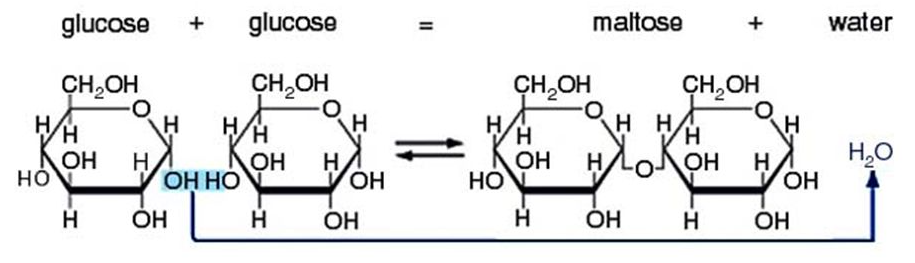 glucose + glucose = maltose + water
CH₂OH CH₂OH CH₂OH CH₂OH
O O O O
H H H H H H H H
H H H H
OH H OH H OH H OH H H₂O
HO OH HO OH HO O OH
H H H H
OH OH OH OH